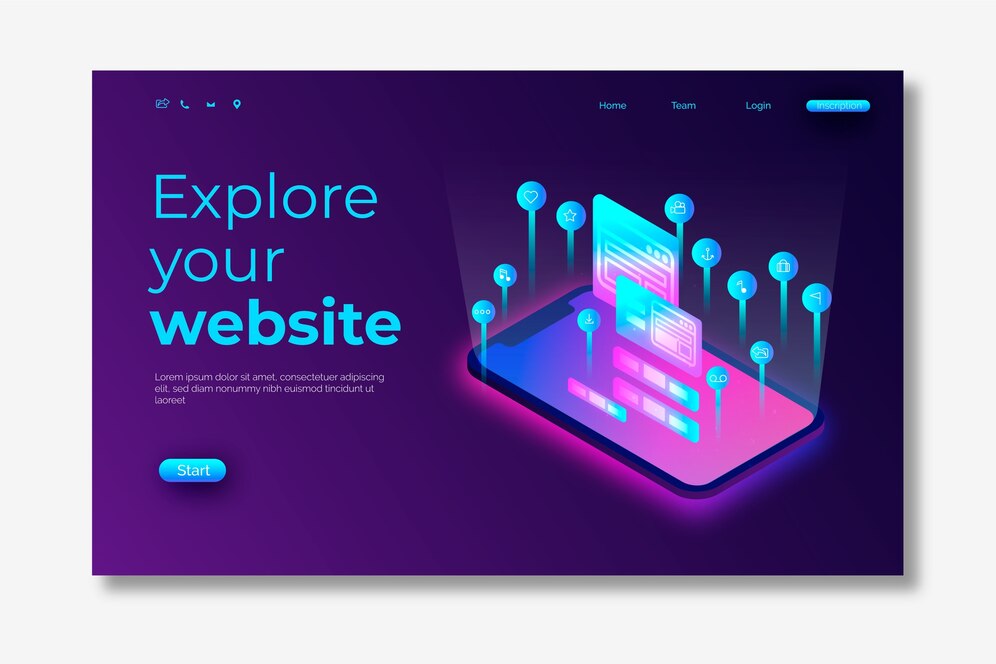 Home Team Login Inscription
Explore
your
website
Lorem ipsum dolor sit amet, consectetuer adipiscing
elit, sed diam nonummy nibh euismod tincidunt ut
laoreet
Start